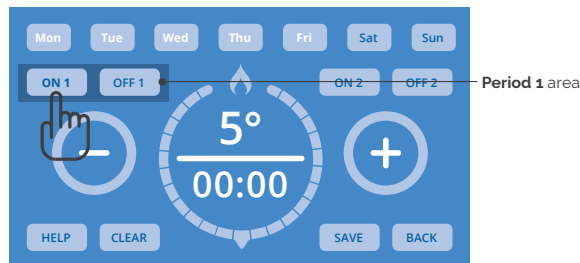 Mon Tue Wed Thu Fri Sat Sun
ON 1 OFF 1 ON 2 OFF 2 Period 1 area
5°
00:00
HELP CLEAR SAVE BACK